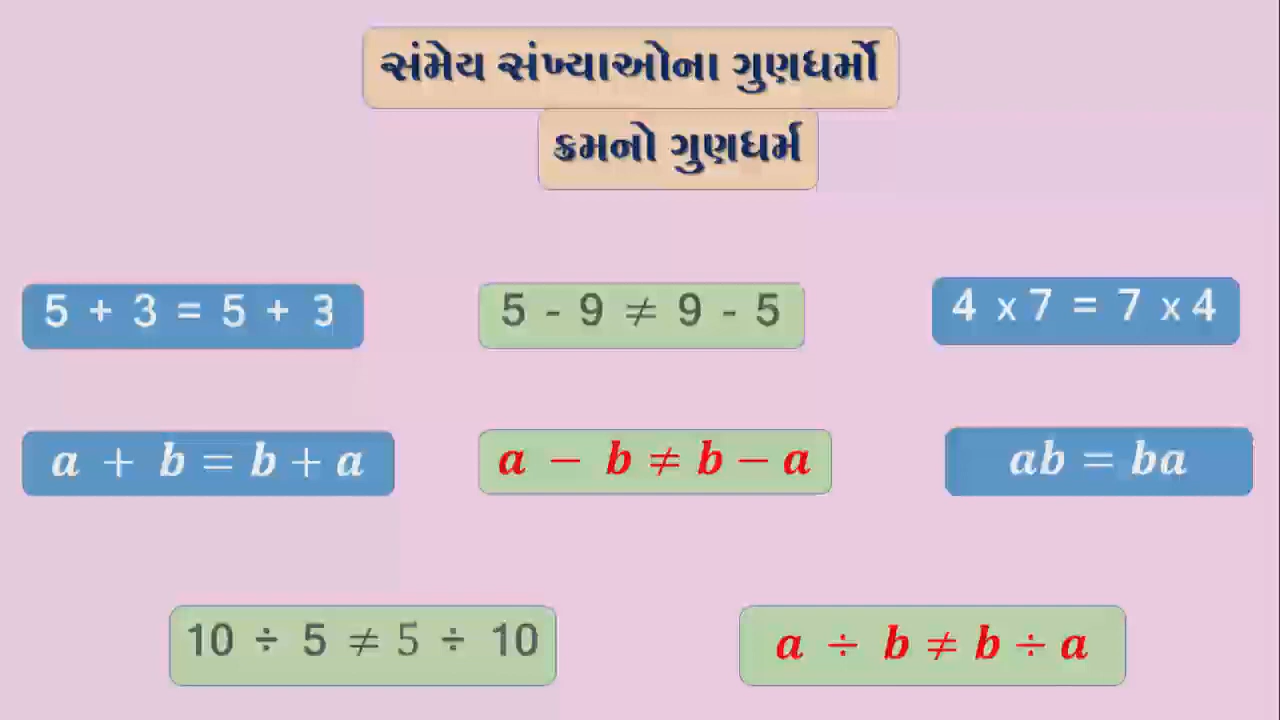 સંમેય સંખ્યાઓના ગુણધર્મો
ક્રમનો ગુણધર્મ
5 + 3 = 5 + 3
5 - 9 ≠ 9 - 5
4 x 7 = 7 x 4
a + b = b + a
a − b ≠ b − a
ab = ba
10 ÷ 5 ≠ 5 ÷ 10
a ÷ b ≠ b ÷ a